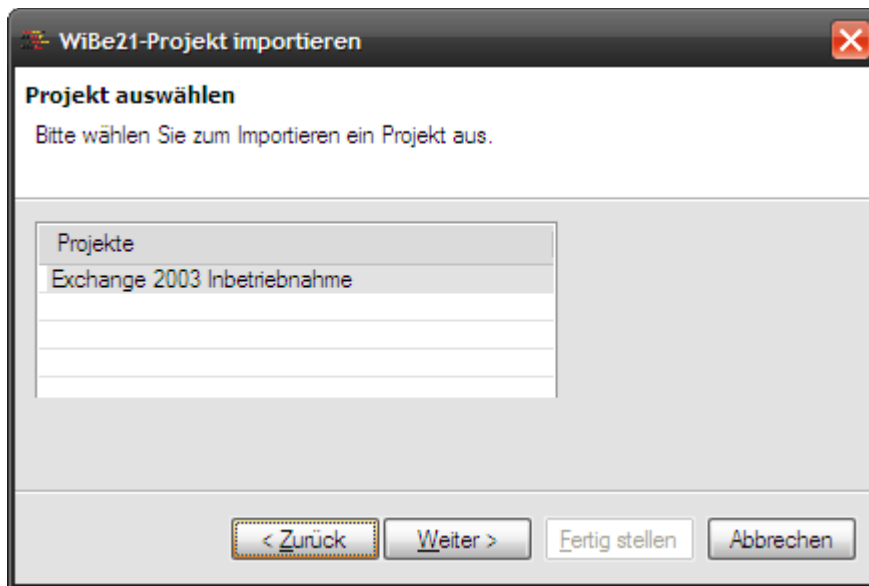 WiBe21-Projekt importieren
Projekt auswählen
Bitte wählen Sie zum Importieren ein Projekt aus.
Projekte
Exchange 2003 Inbetriebnahme
< Zurück Weiter > Fertig stellen Abbrechen